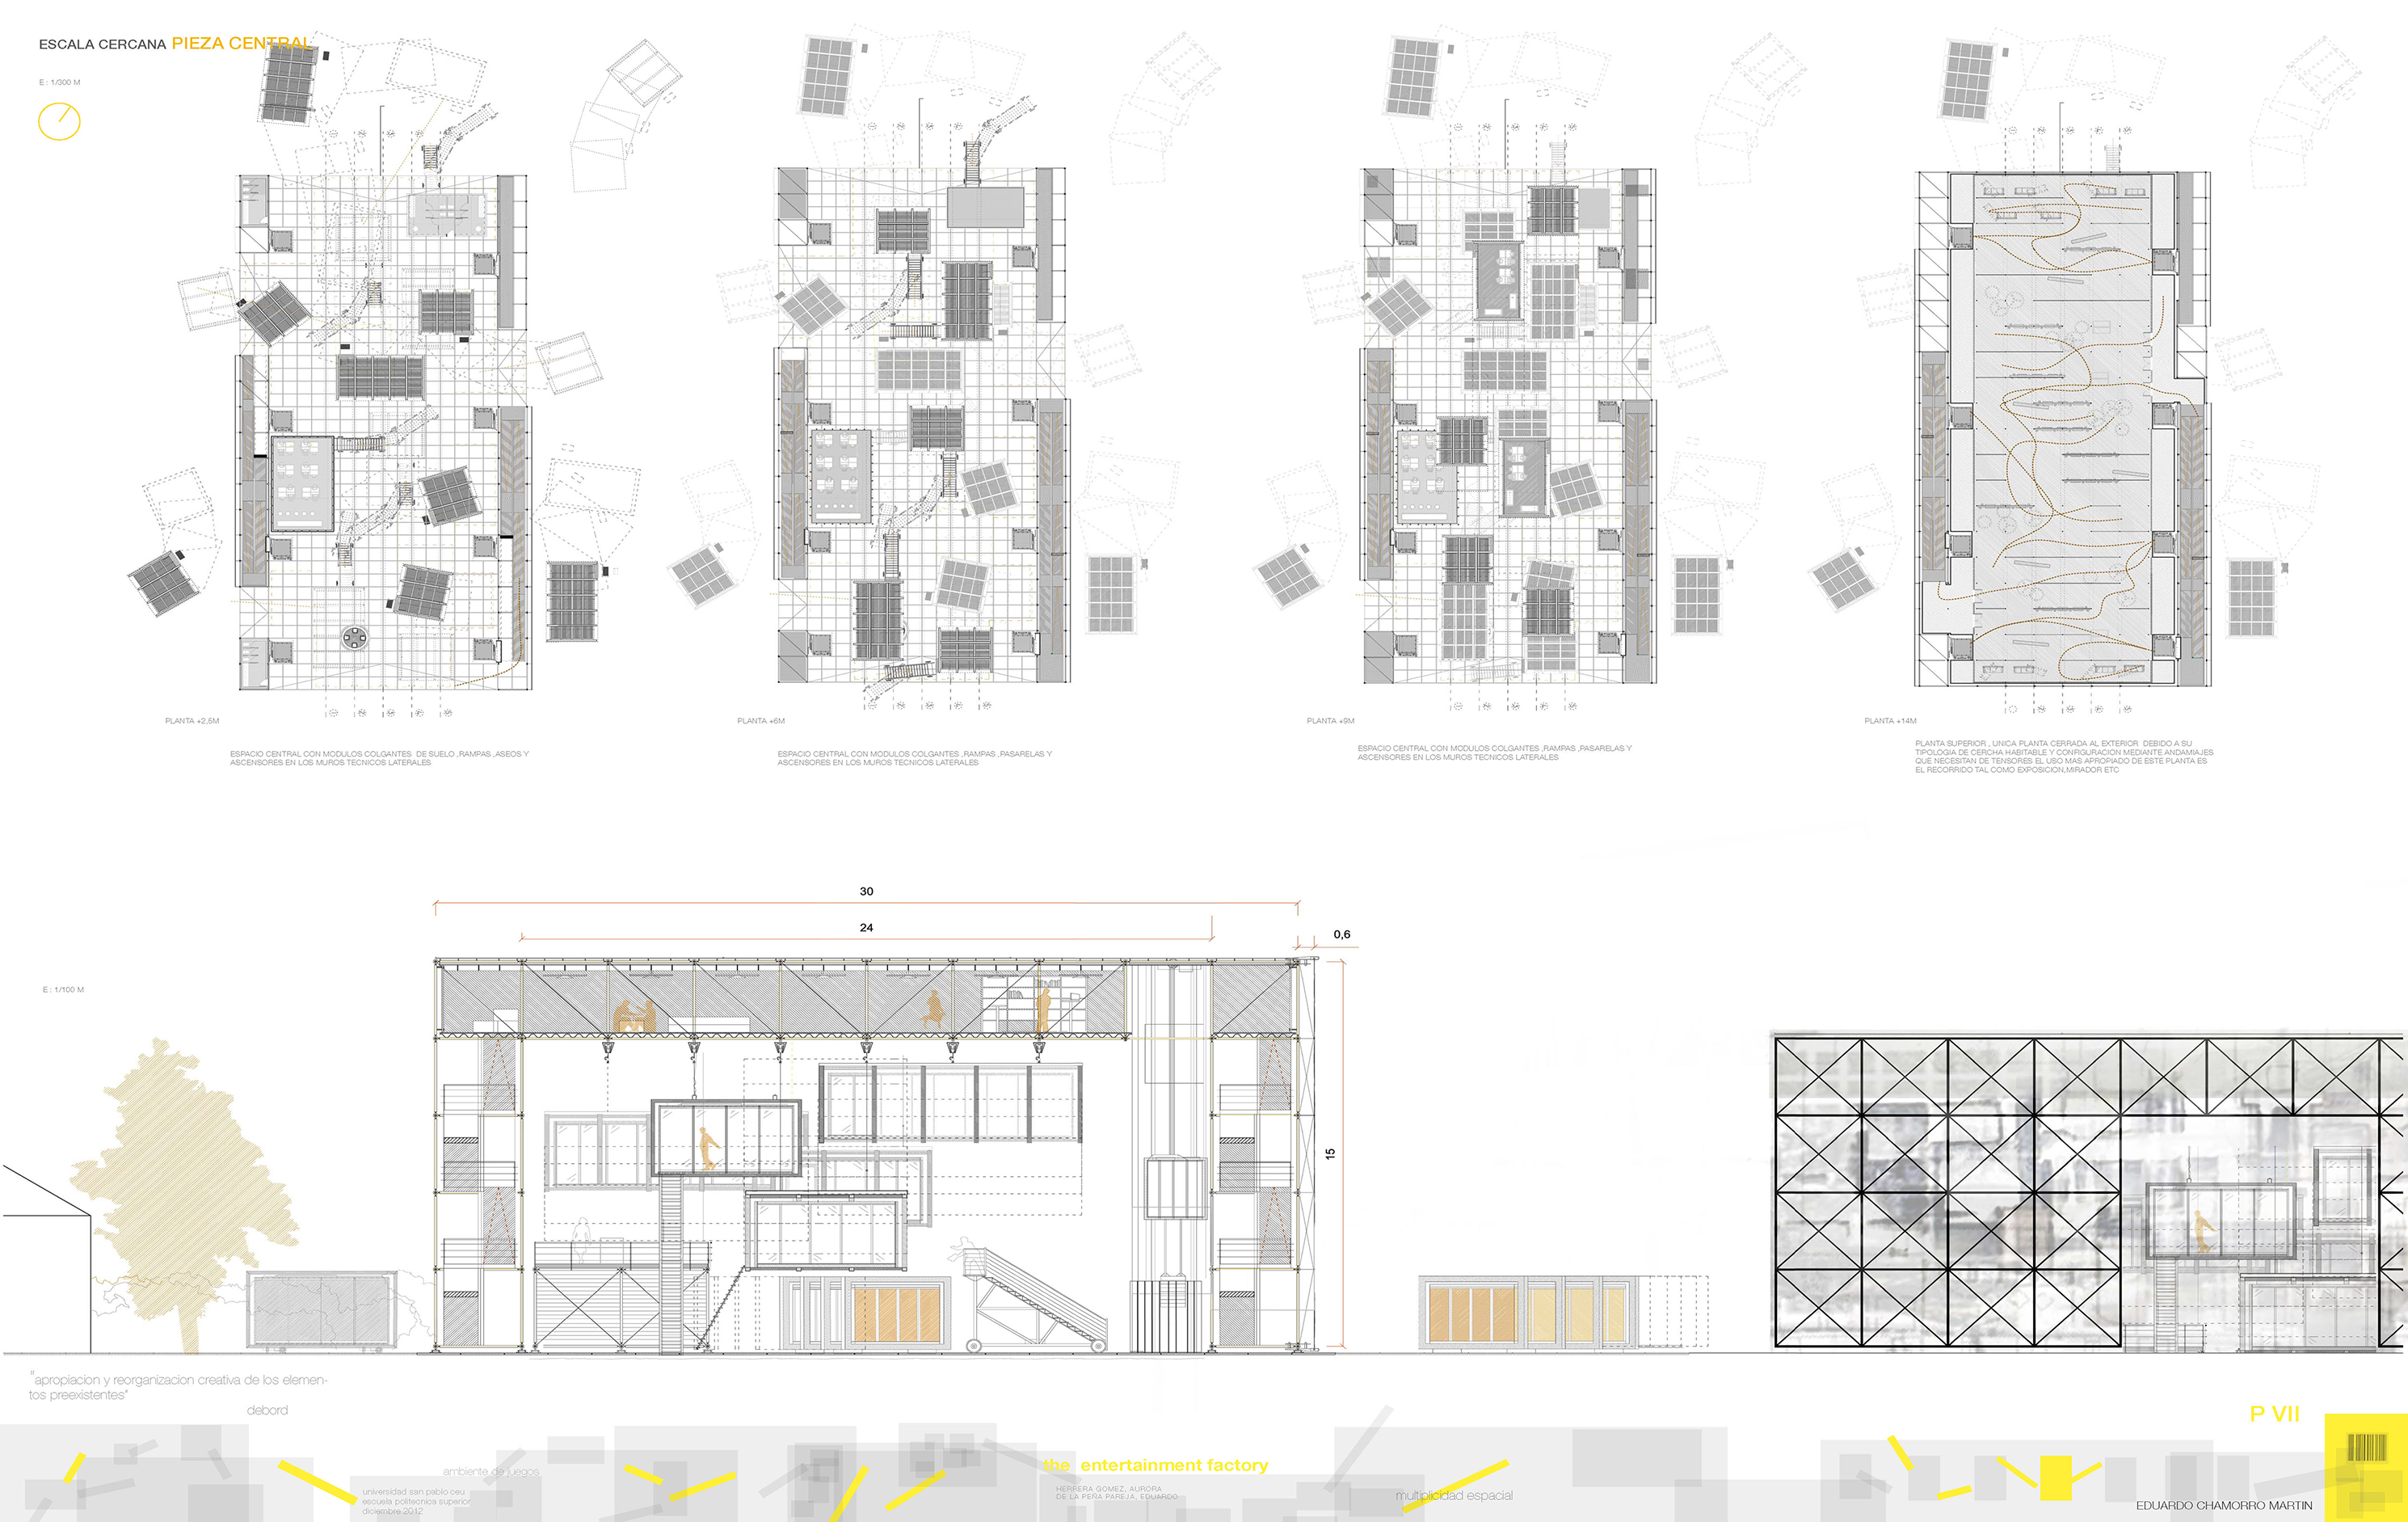 ESCALA CERCANA PIEZA CENTRAL
E : 1/300 M
PLANTA +2,5M
ESPACIO CENTRAL CON MODULOS COLGANTES DE SUELO ,RAMPAS ,ASEOS Y
ASCENSORES EN LOS MUROS TECNICOS LATERALES
PLANTA +6M
ESPACIO CENTRAL CON MODULOS COLGANTES ,RAMPAS ,PASARELAS Y
ASCENSORES EN LOS MUROS TECNICOS LATERALES
PLANTA +9M
ESPACIO CENTRAL CON MODULOS COLGANTES ,RAMPAS ,PASARELAS Y
ASCENSORES EN LOS MUROS TECNICOS LATERALES
PLANTA +14M
PLANTA SUPERIOR , UNICA PLANTA CERRADA AL EXTERIOR DEBIDO A SU
TIPOLOGIA DE CERCHA HABITABLE Y CONFIGURACION MEDIANTE ANDAMIAJES
QUE NECESITAN DE TENSORES EL USO MAS APROPIADO DE ESTE PLANTA ES
EL RECORRIDO TAL COMO EXPOSICION,MIRADOR ETC
30
24
0,6
15
E : 1/100 M
"apropiacion y reorganizacion creativa de los elemen-
tos preexistentes"
debord
ambiente de juegos
universidad san pablo ceu
escuela politecnica superior
diciembre 2012
the entertainment factory
HERRERA GOMEZ, AURORA
DE LA PEÑA PAREJA, EDUARDO
multiplicidad espacial
P VII
EDUARDO CHAMORRO MARTIN